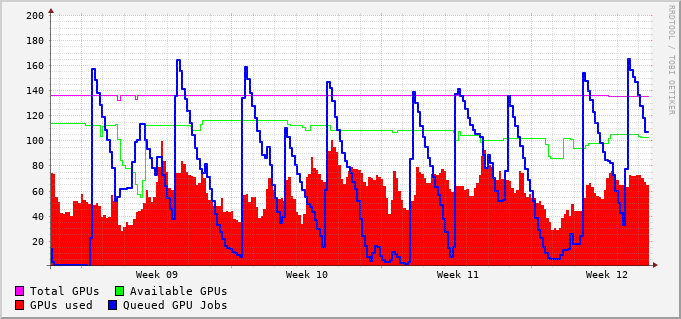 200
180
160
140
120
100
80
60
40
20
Week 09 Week 10 Week 11 Week 12
Total GPUs Available GPUs
GPUs used Queued GPU Jobs
RRDTOOL / TOBI OETIKER